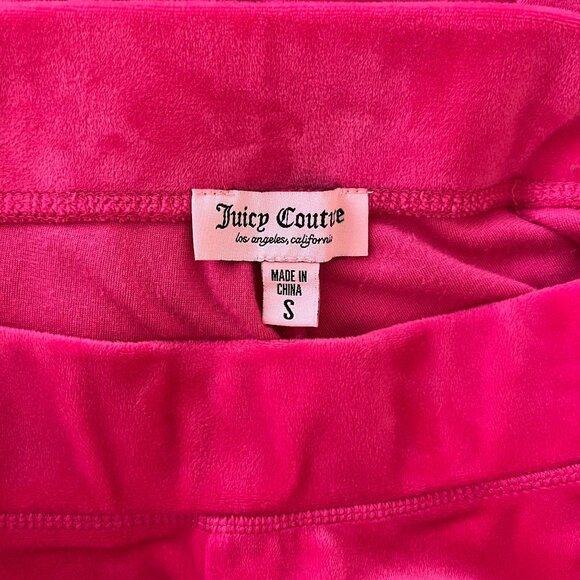 Juicy Couture
los angeles, california
MADE IN
CHINA
S